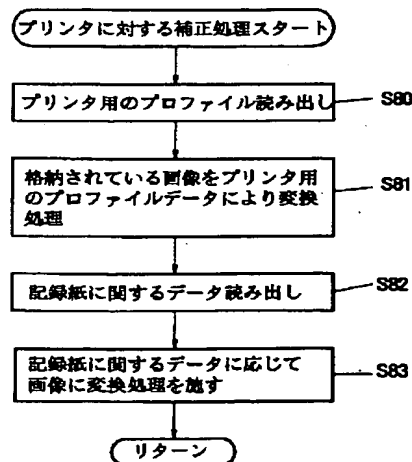 プリンタに対する補正処理スタート
プリンタ用のプロファイル読み出し
S80
格納されている画像をプリンタ用
のプロファイルデータにより変換
処理
S81
記録紙に関するデータ読み出し
S82
記録紙に関するデータに応じて
画像に変換処理を施す
S83
リターン